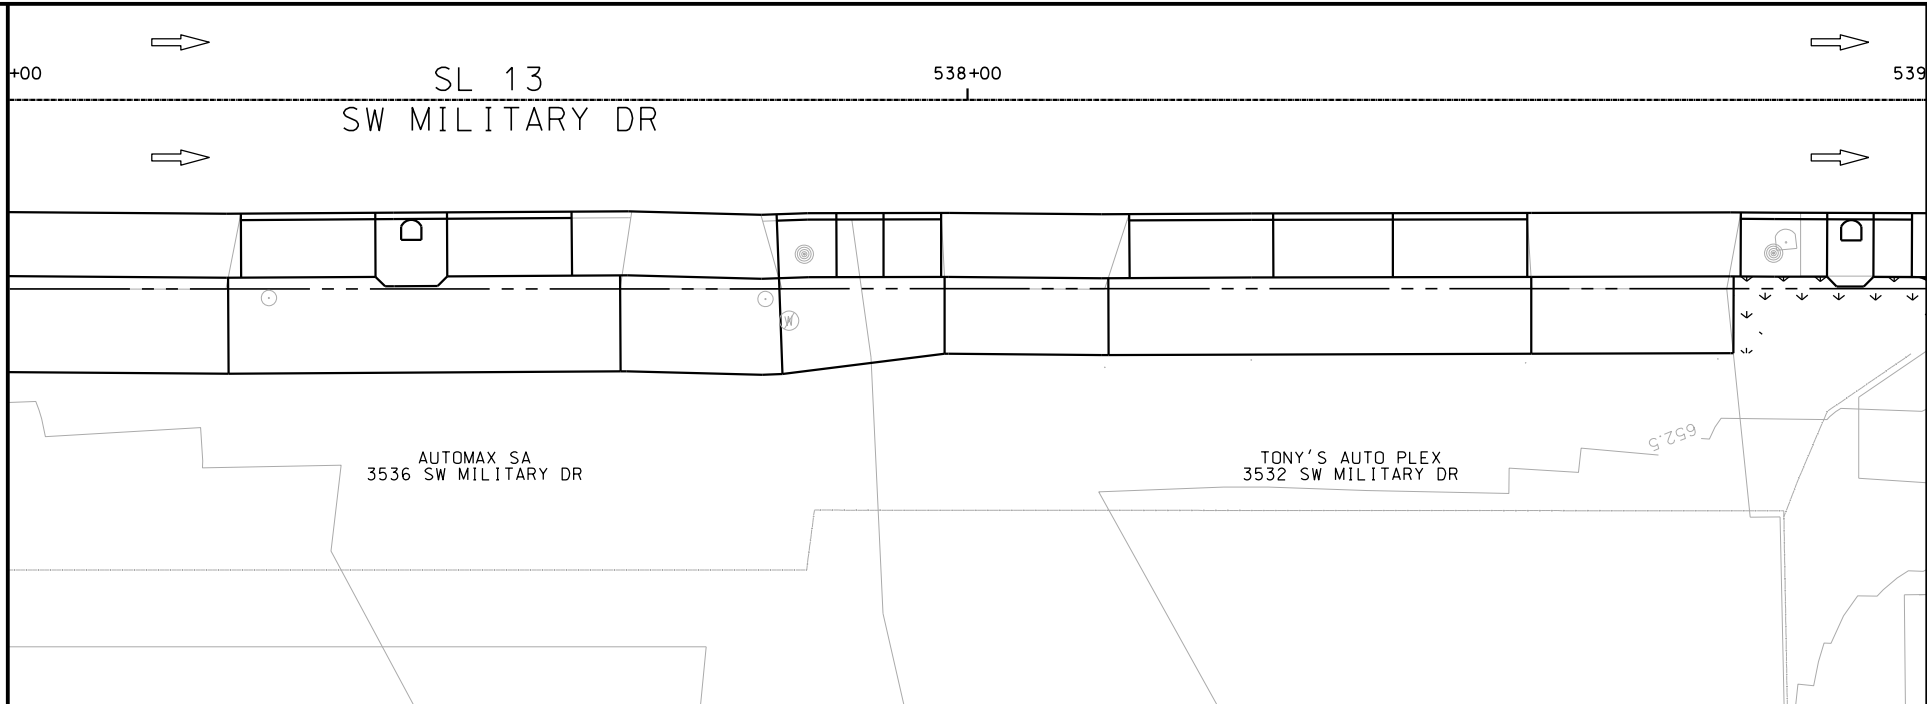 +00
538+00
539
SL 13
SW MILITARY DR
W
652.5
AUTOMAX SA
3536 SW MILITARY DR
TONY'S AUTO PLEX
3532 SW MILITARY DR